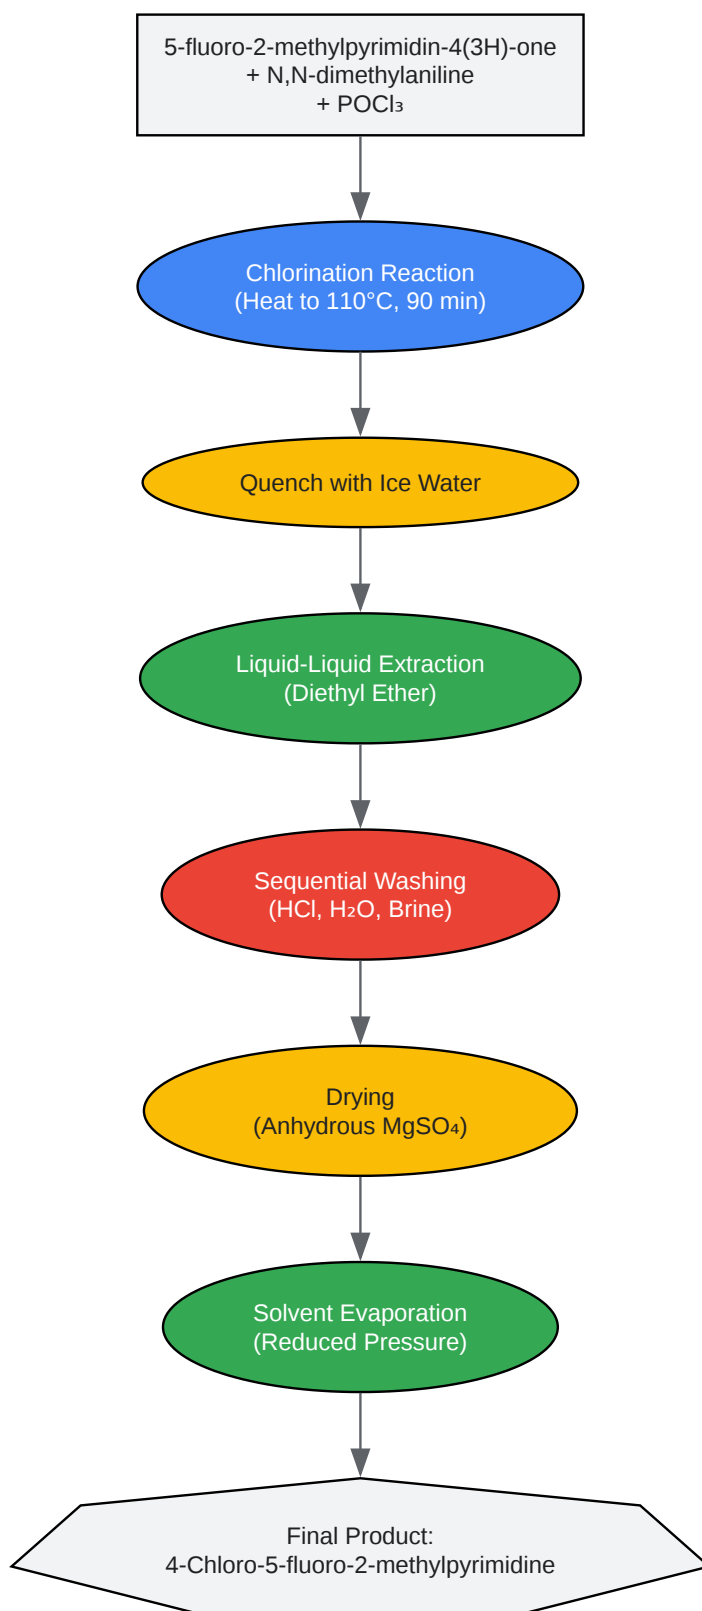 5-fluoro-2-methylpyrimidin-4(3H)-one
+ N,N-dimethylaniline
+ POCl₃
Chlorination Reaction
(Heat to 110°C, 90 min)
Quench with Ice Water
Liquid-Liquid Extraction
(Diethyl Ether)
Sequential Washing
(HCl, H₂O, Brine)
Drying
(Anhydrous MgSO₄)
Solvent Evaporation
(Reduced Pressure)
Final Product:
4-Chloro-5-fluoro-2-methylpyrimidine